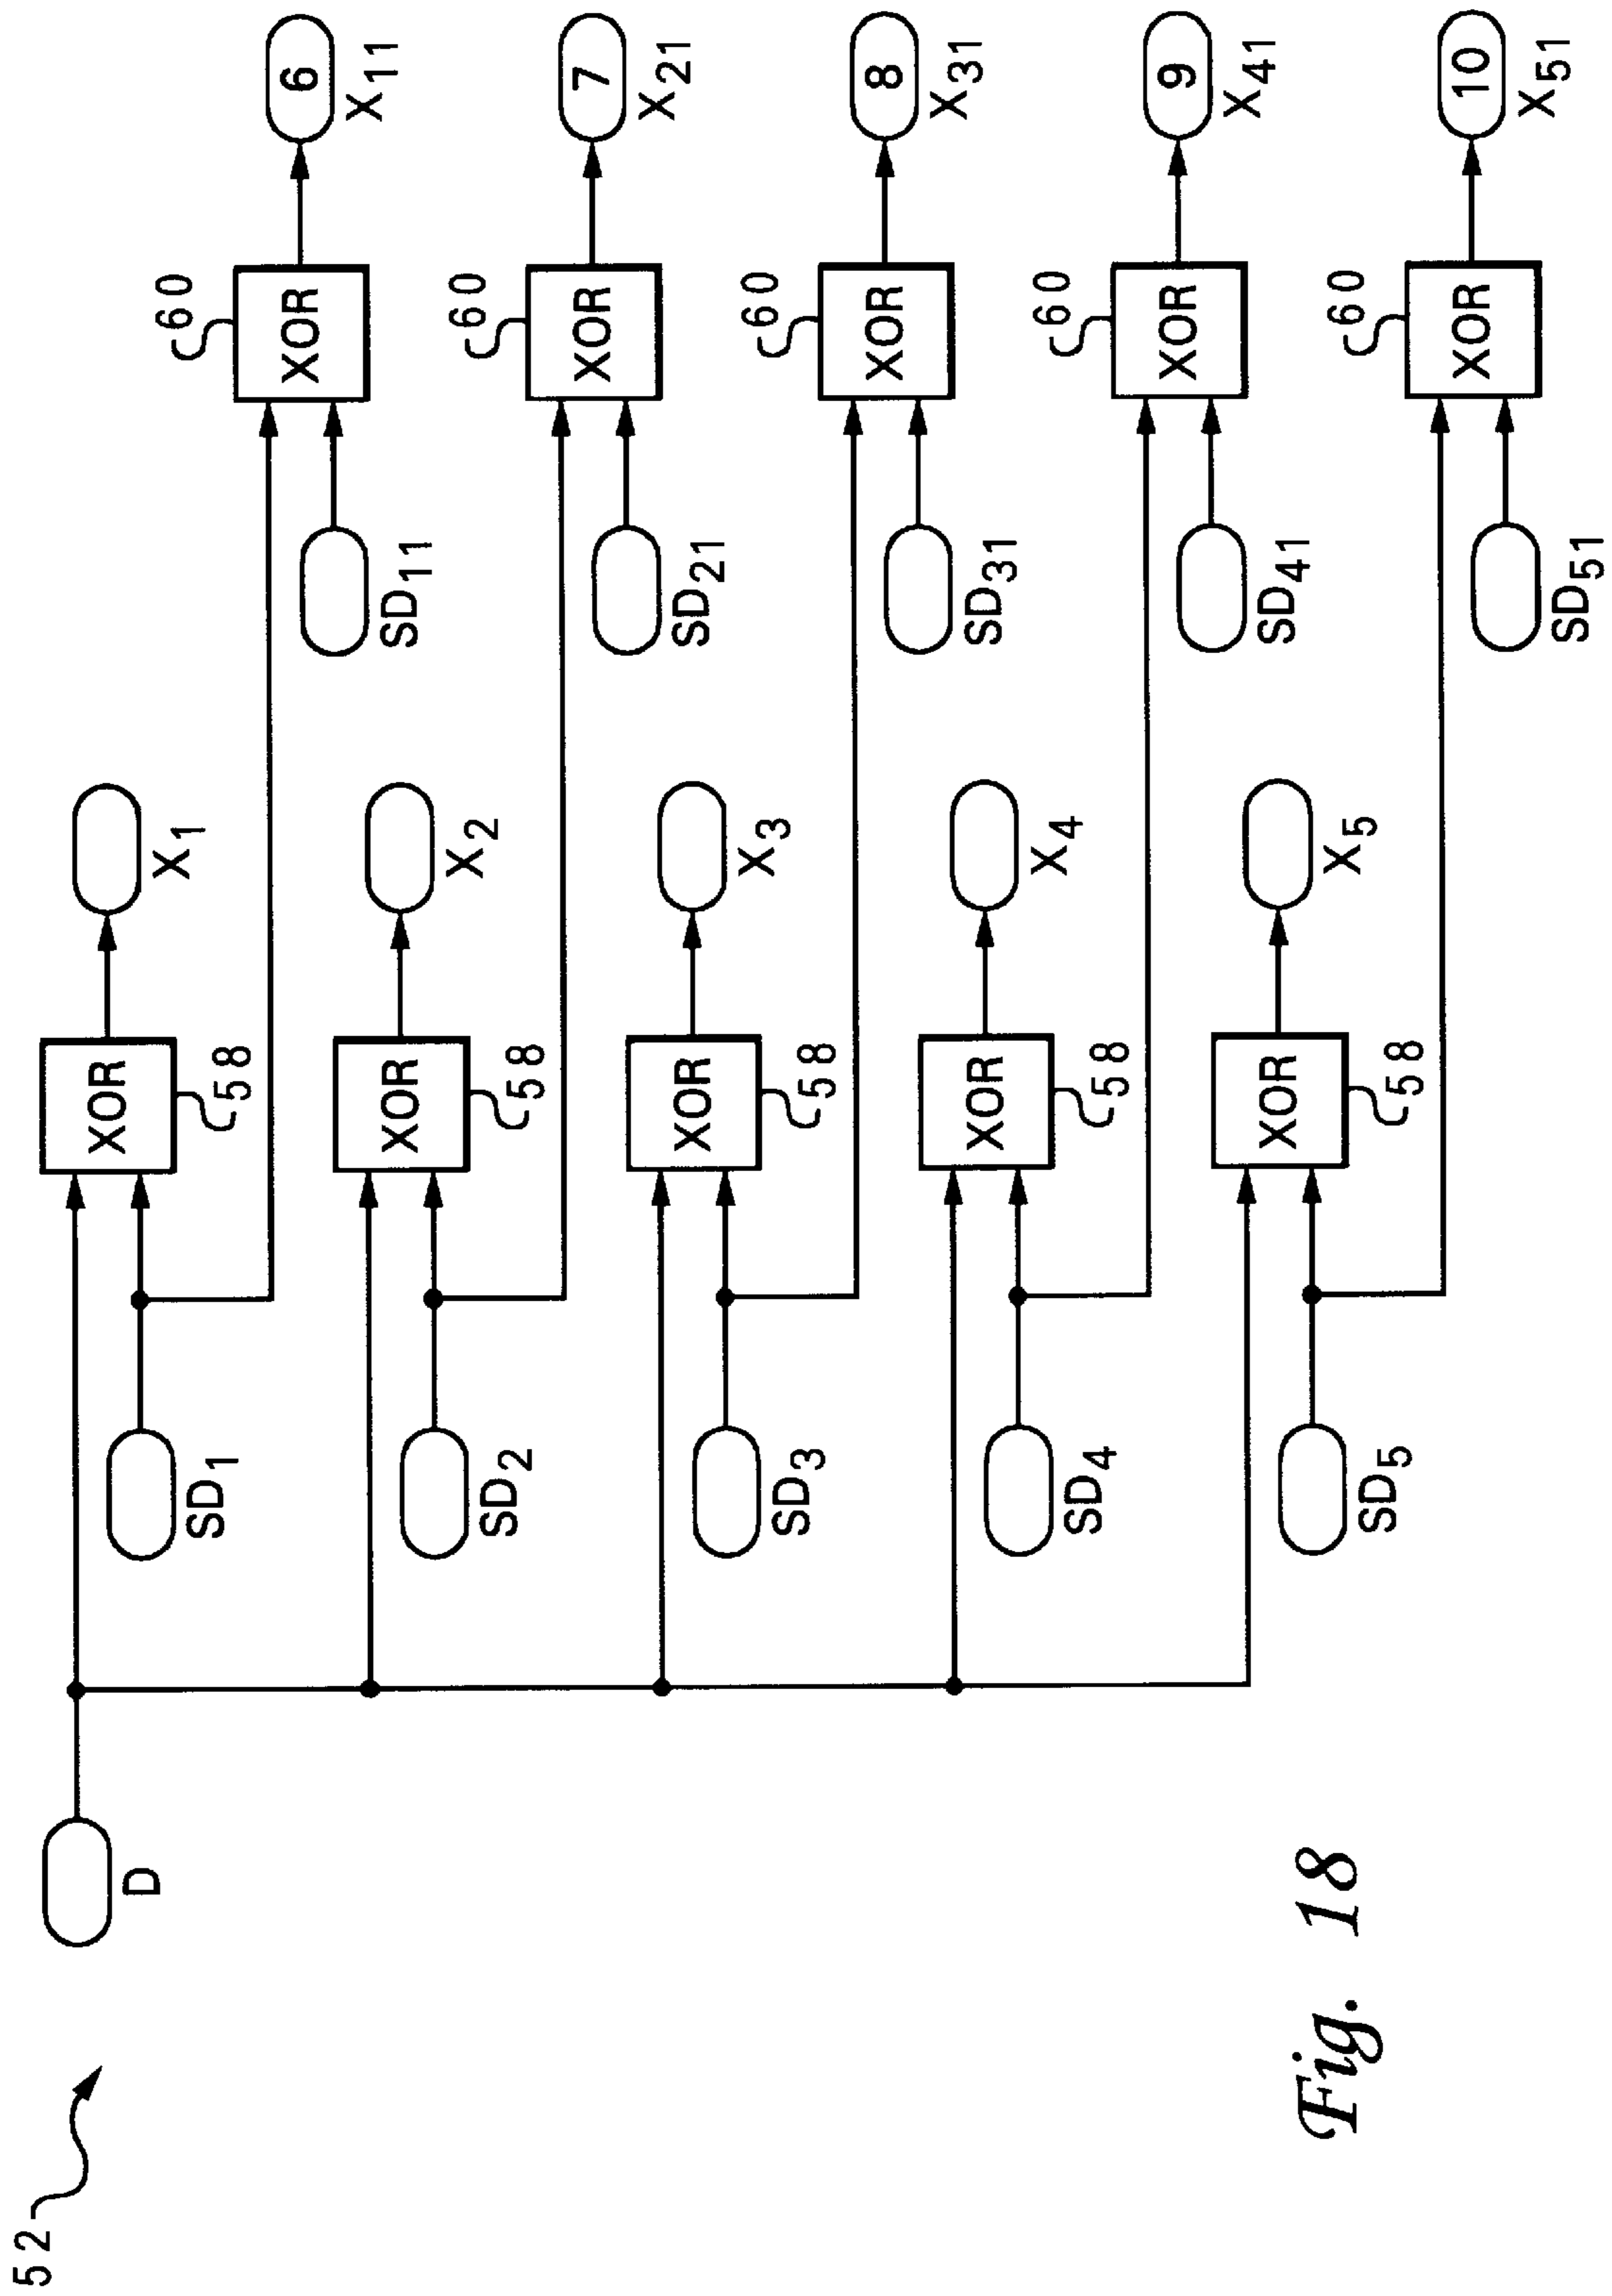 52
D
SD1
XOR
58
X1
SD11
XOR
60
6
X11
SD2
XOR
58
X2
SD21
XOR
60
7
X21
SD3
XOR
58
X3
SD31
XOR
60
8
X31
SD4
XOR
58
X4
SD41
XOR
60
9
X41
SD5
XOR
58
X5
SD51
XOR
60
10
X51
Fig. 18